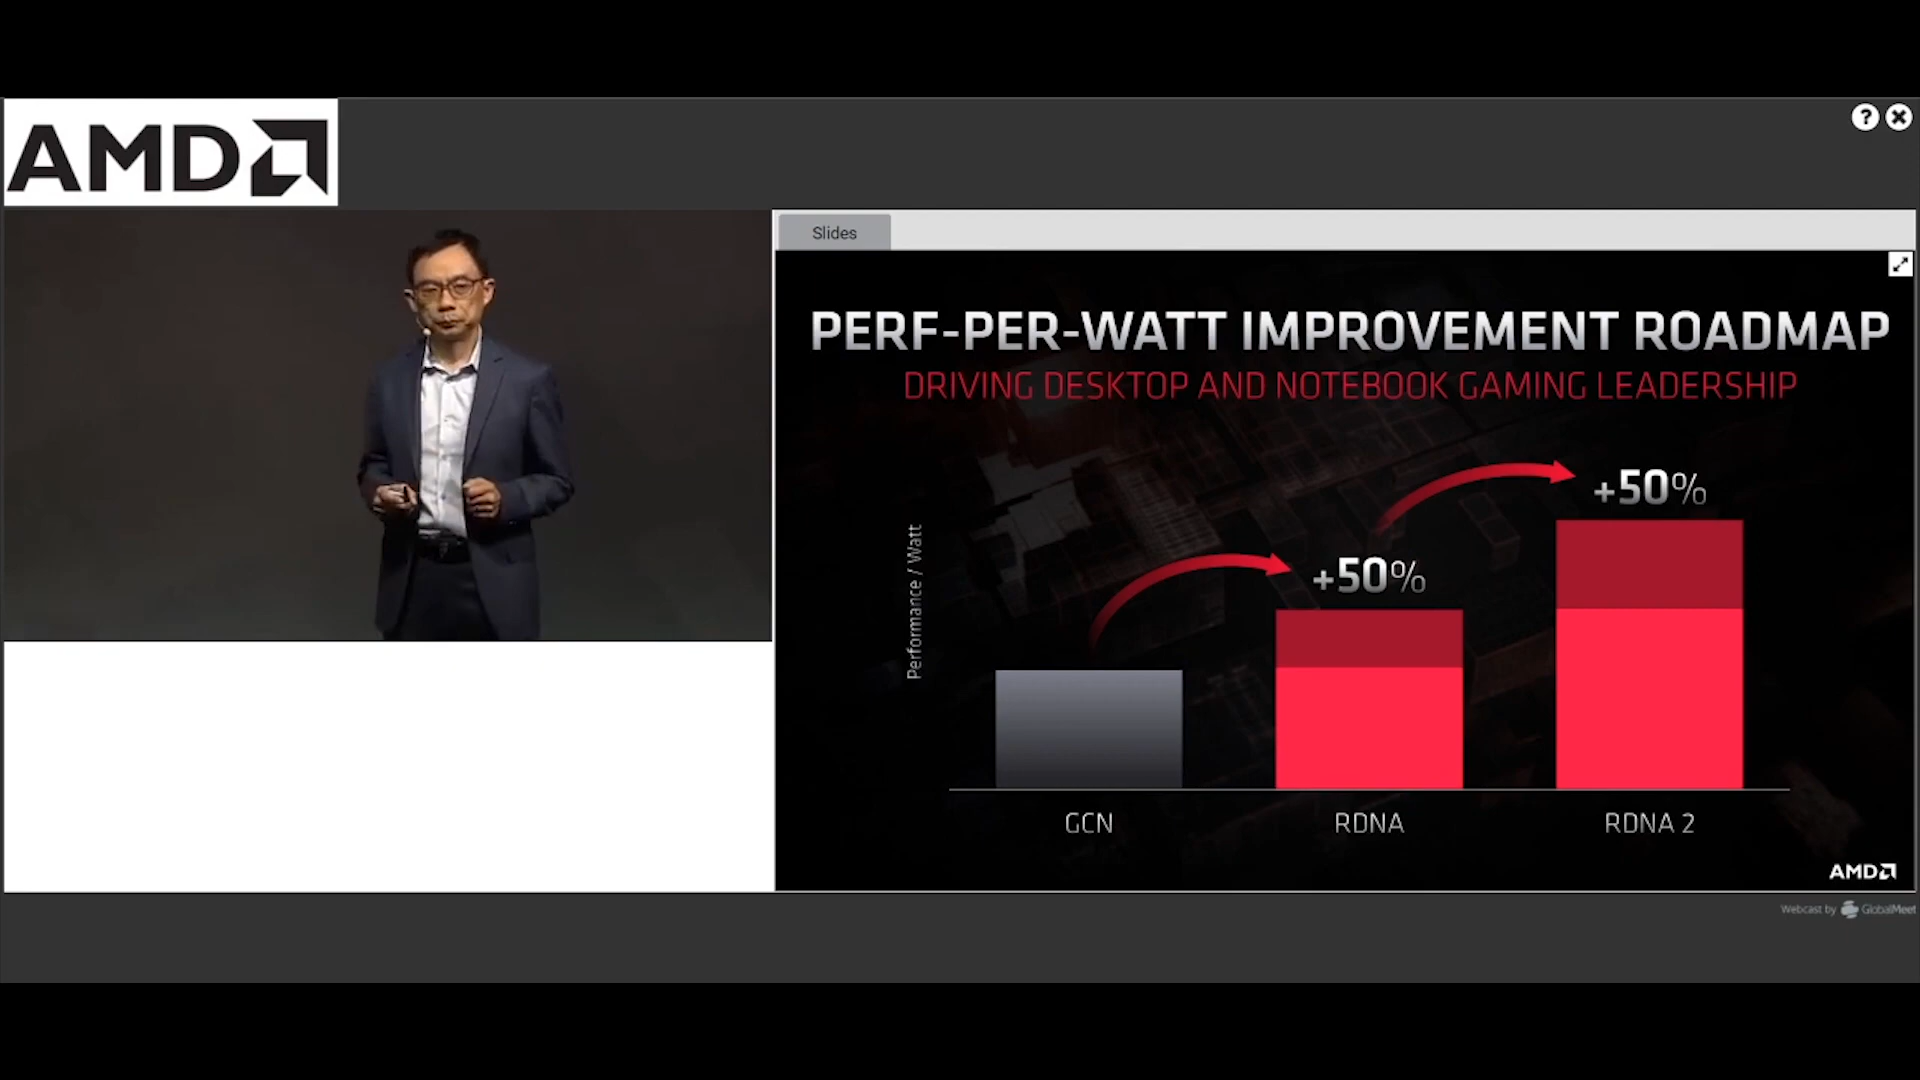 AMD
?
Slides
PERF-PER-WATT IMPROVEMENT ROADMAP
DRIVING DESKTOP AND NOTEBOOK GAMING LEADERSHIP
+50%
+50%
Performance / Watt
GCN
RDNA
RDNA 2
AMD
Webcast by GlobalMeet